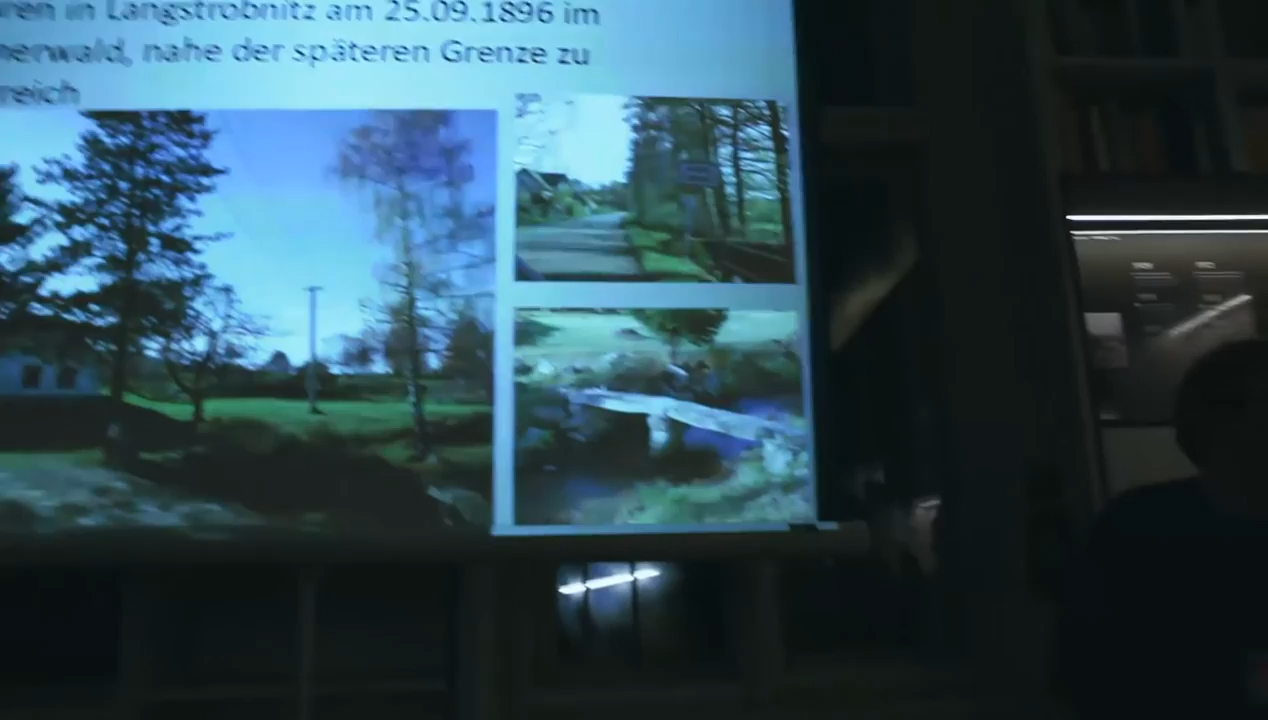 ren in Langstrobnitz am 25.09.1896 im
nerwald, nahe der späteren Grenze zu
reich